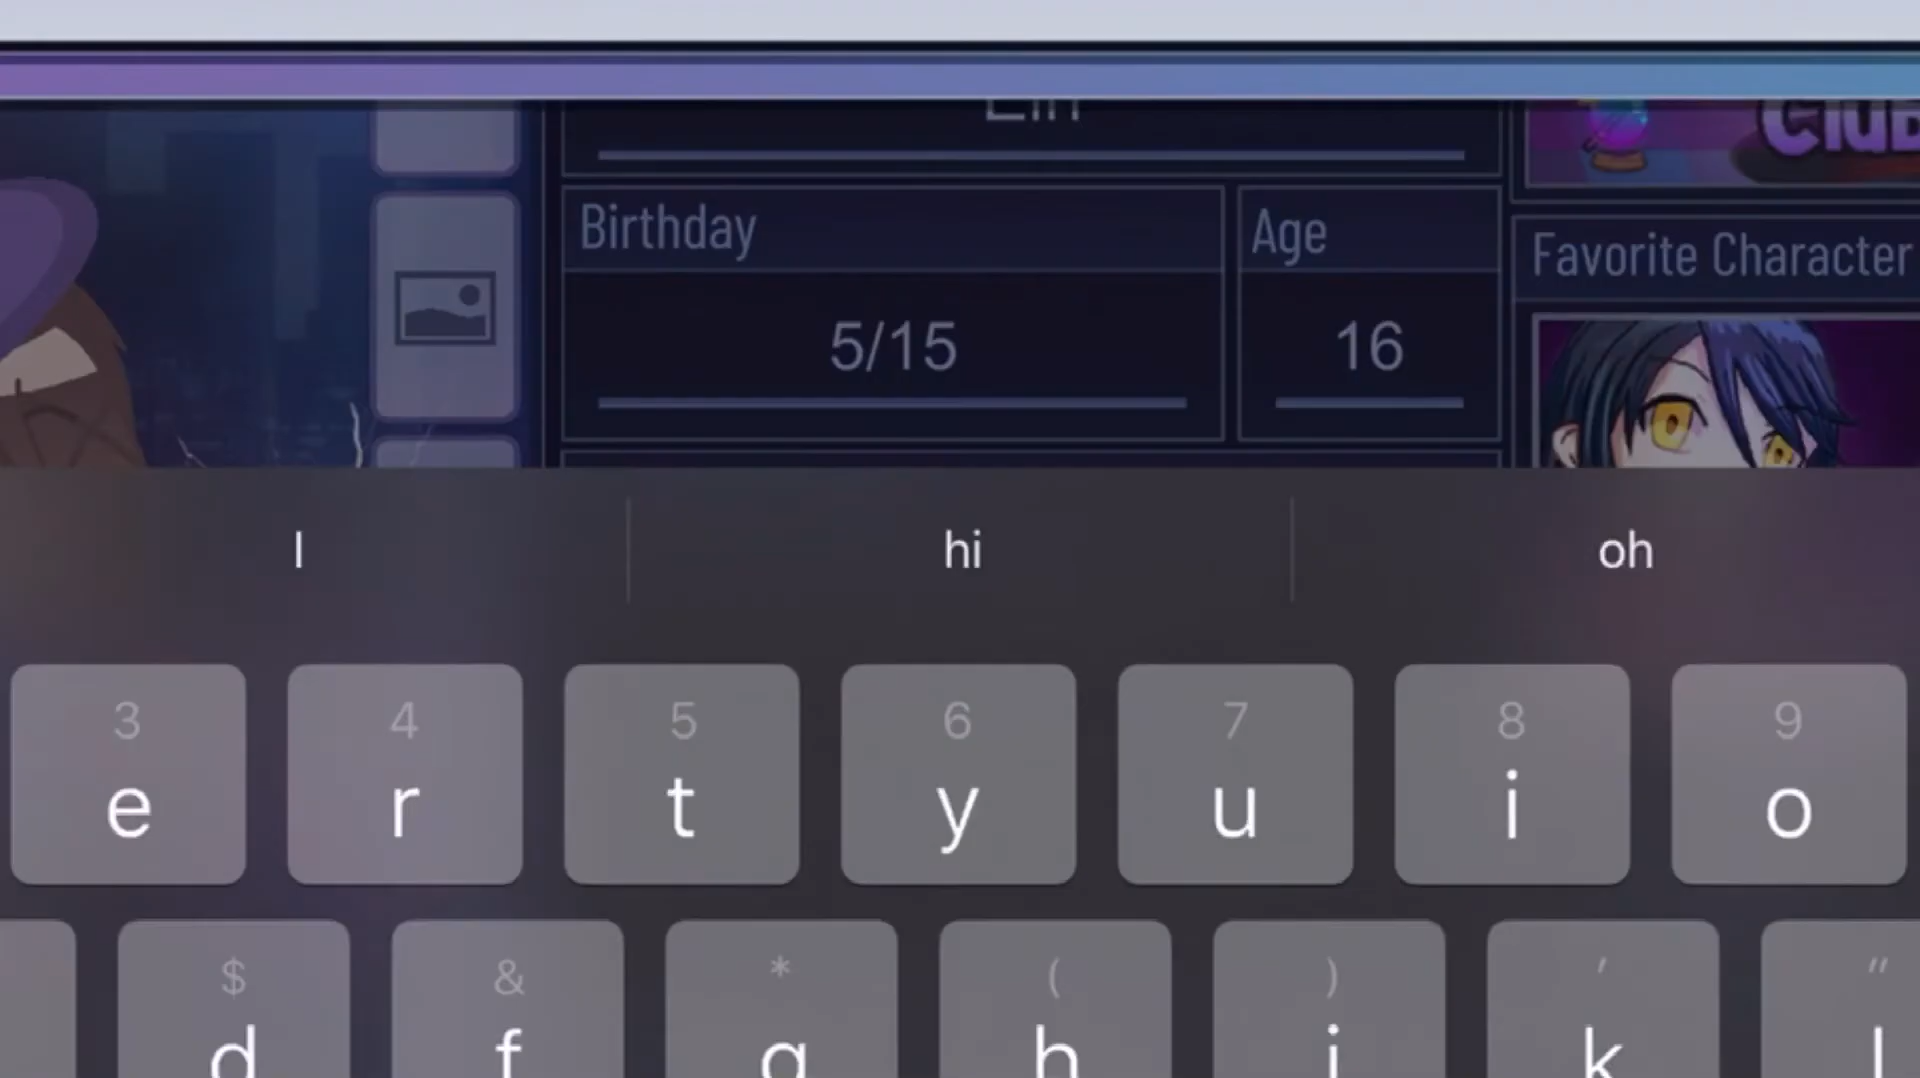 Birthday
Age
Favorite Character
5/15
16
I
hi
oh
3
4
5
6
7
8
9
e
r
t
y
u
i
o
$
&
*
(
)
'
"
d
f
g
h
j
k
l